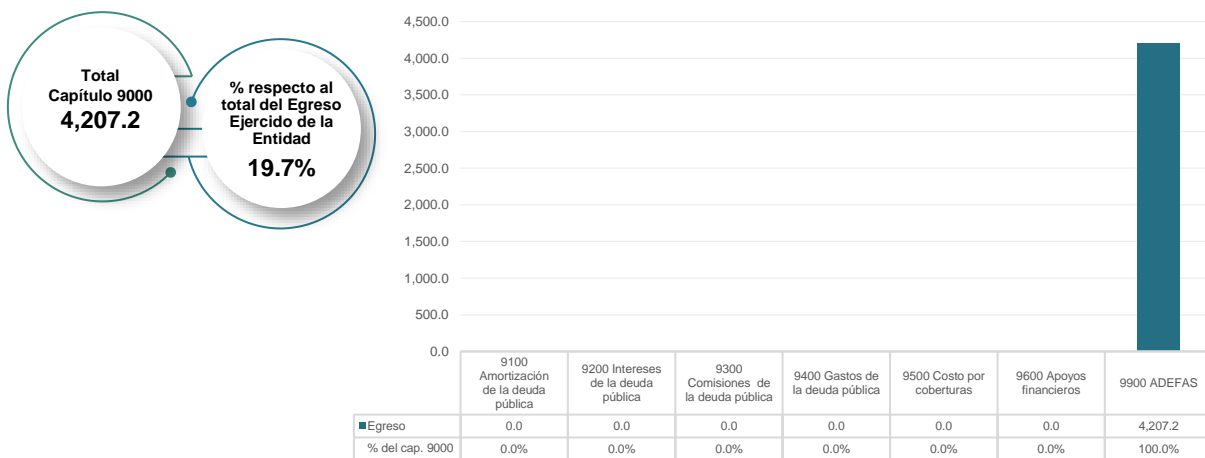 Total
Capítulo 9000
4,207.2
% respecto al
total del Egreso
Ejercido de la
Entidad
19.7%
4,500.0
4,000.0
3,500.0
3,000.0
2,500.0
2,000.0
1,500.0
1,000.0
500.0
0.0
9100
Amortización
de la deuda
pública
9200 Intereses
de la deuda
pública
9300
Comisiones de
la deuda pública
9400 Gastos de
la deuda pública
9500 Costo por
coberturas
9600 Apoyos
financieros
9900 ADEFAS
Egreso 0.0 0.0 0.0 0.0 0.0 0.0 4,207.2
% del cap. 9000 0.0% 0.0% 0.0% 0.0% 0.0% 0.0% 100.0%